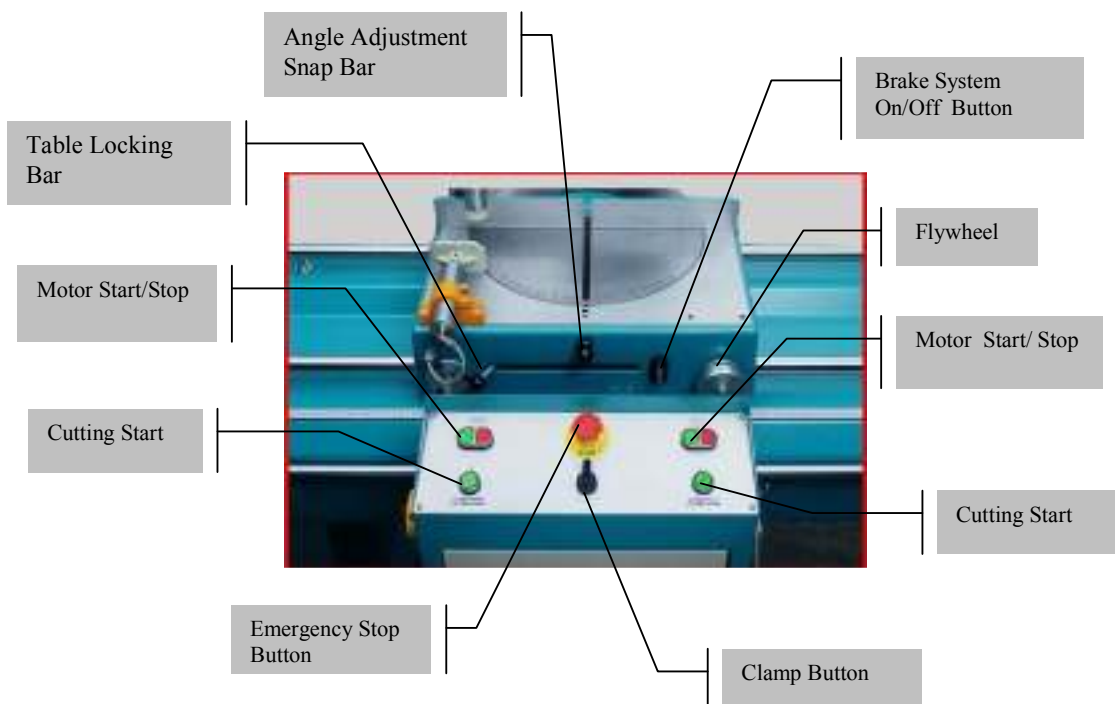 Angle Adjustment
Snap Bar
Brake System
On/Off Button
Table Locking
Bar
Flywheel
Motor Start/Stop
Motor Start/ Stop
Cutting Start
Cutting Start
Emergency Stop
Button
Clamp Button